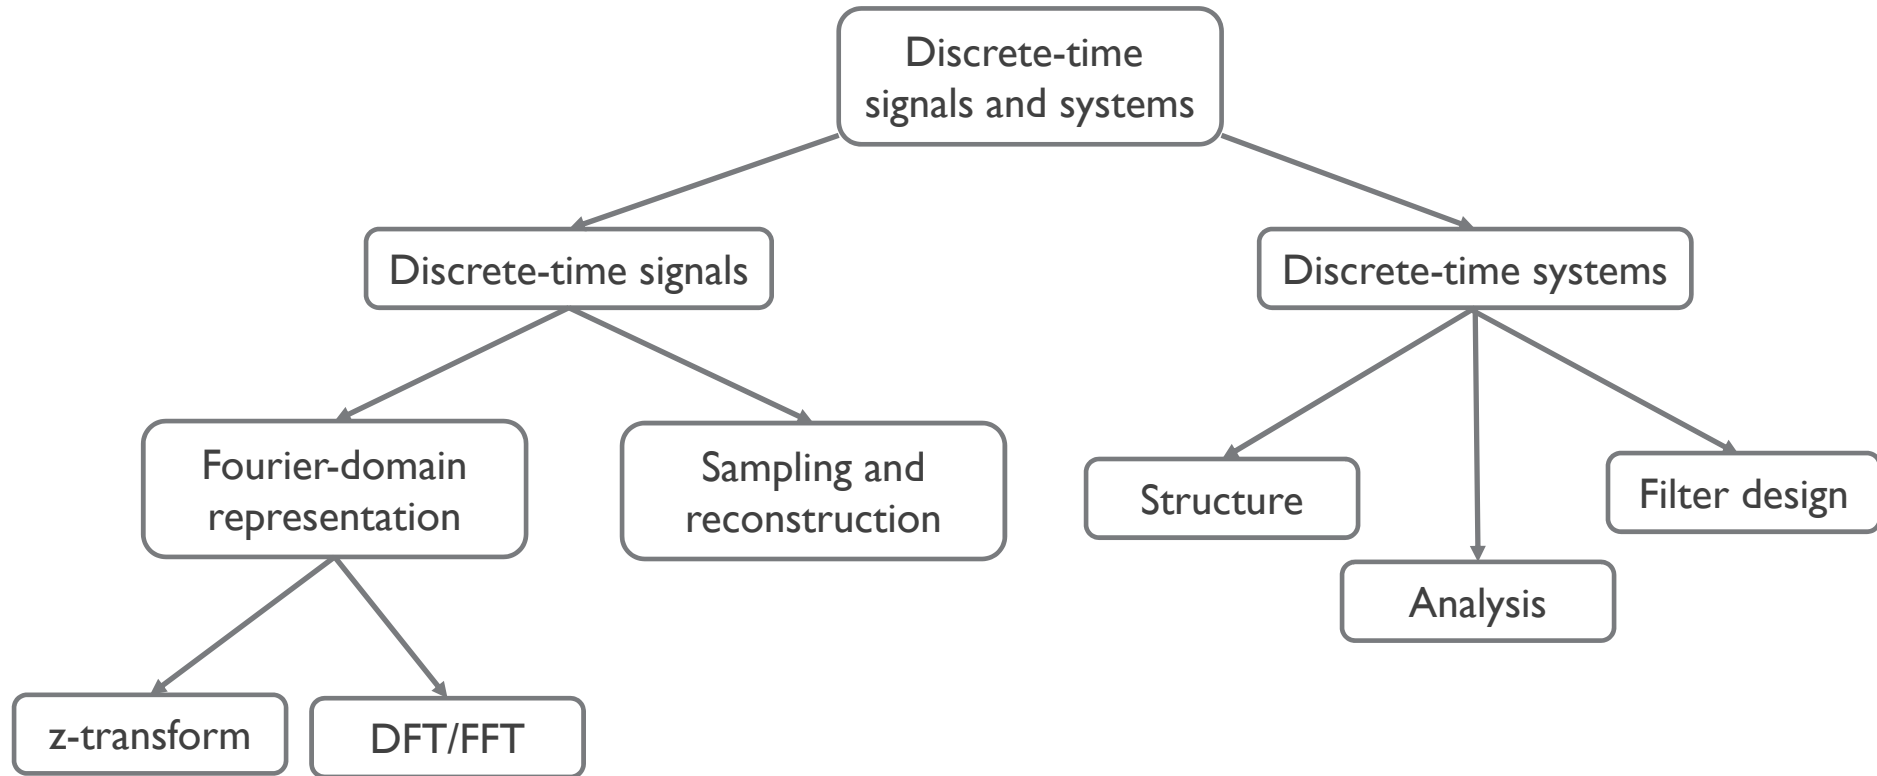 Discrete-time
signals and systems
Discrete-time signals
Discrete-time systems
Fourier-domain
representation
Sampling and
reconstruction
Structure
Filter design
Analysis
z-transform
DFT/FFT